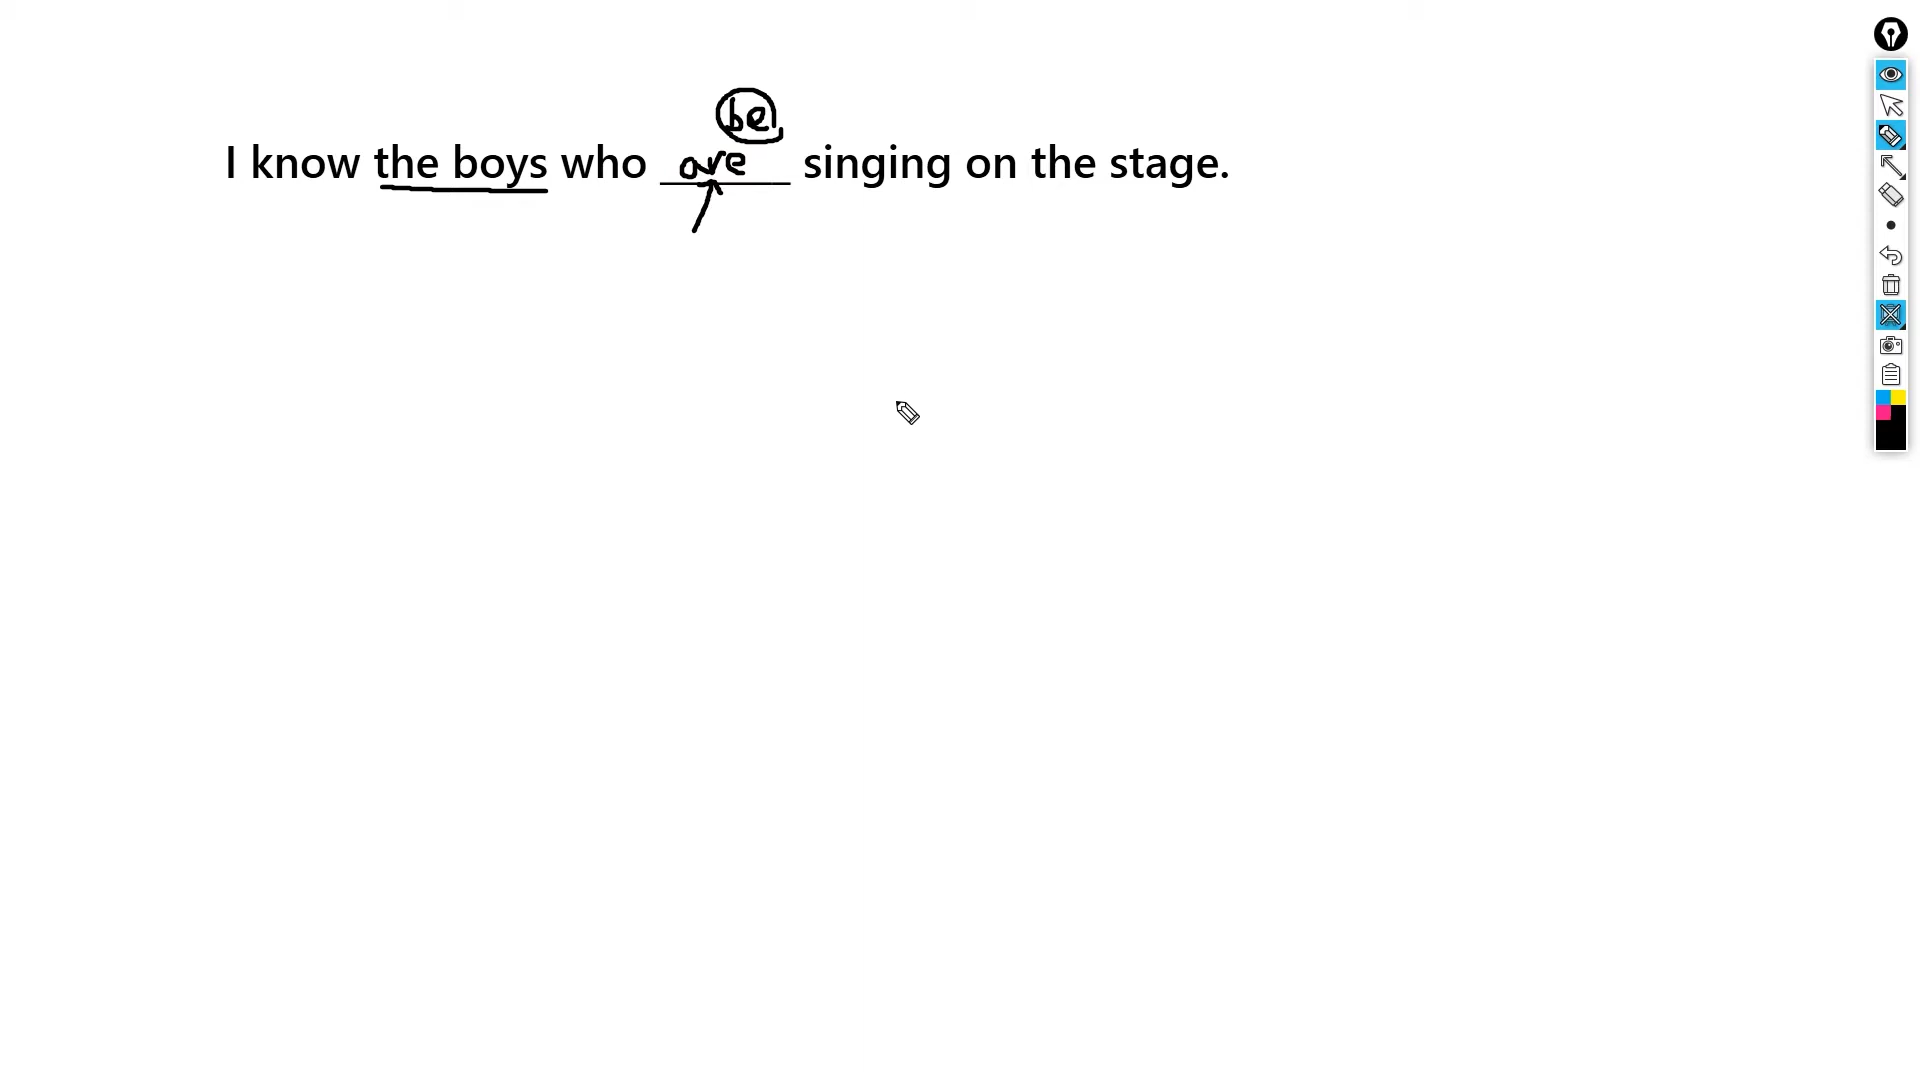 be
I know the boys who are singing on the stage.